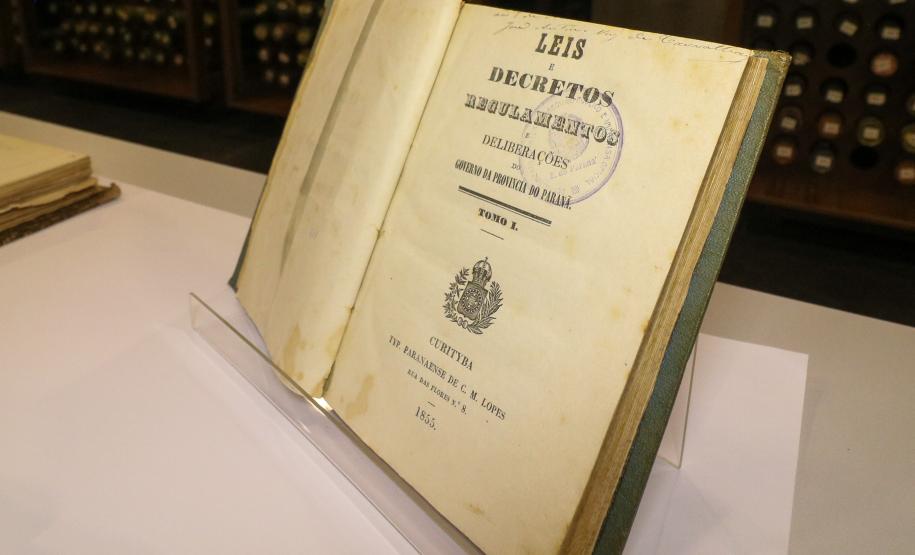 LEIS
E
DECRETOS
REGULAMENTOS
E
DELIBERAÇÕES
DO
GOVERNO DA PROVINCIA DO PARANÁ.
TOMO I.
CURITYBA
TYP. PARANAENSE DE C. M. LOPES
RUA DAS FLORES N.º 8.
1855.